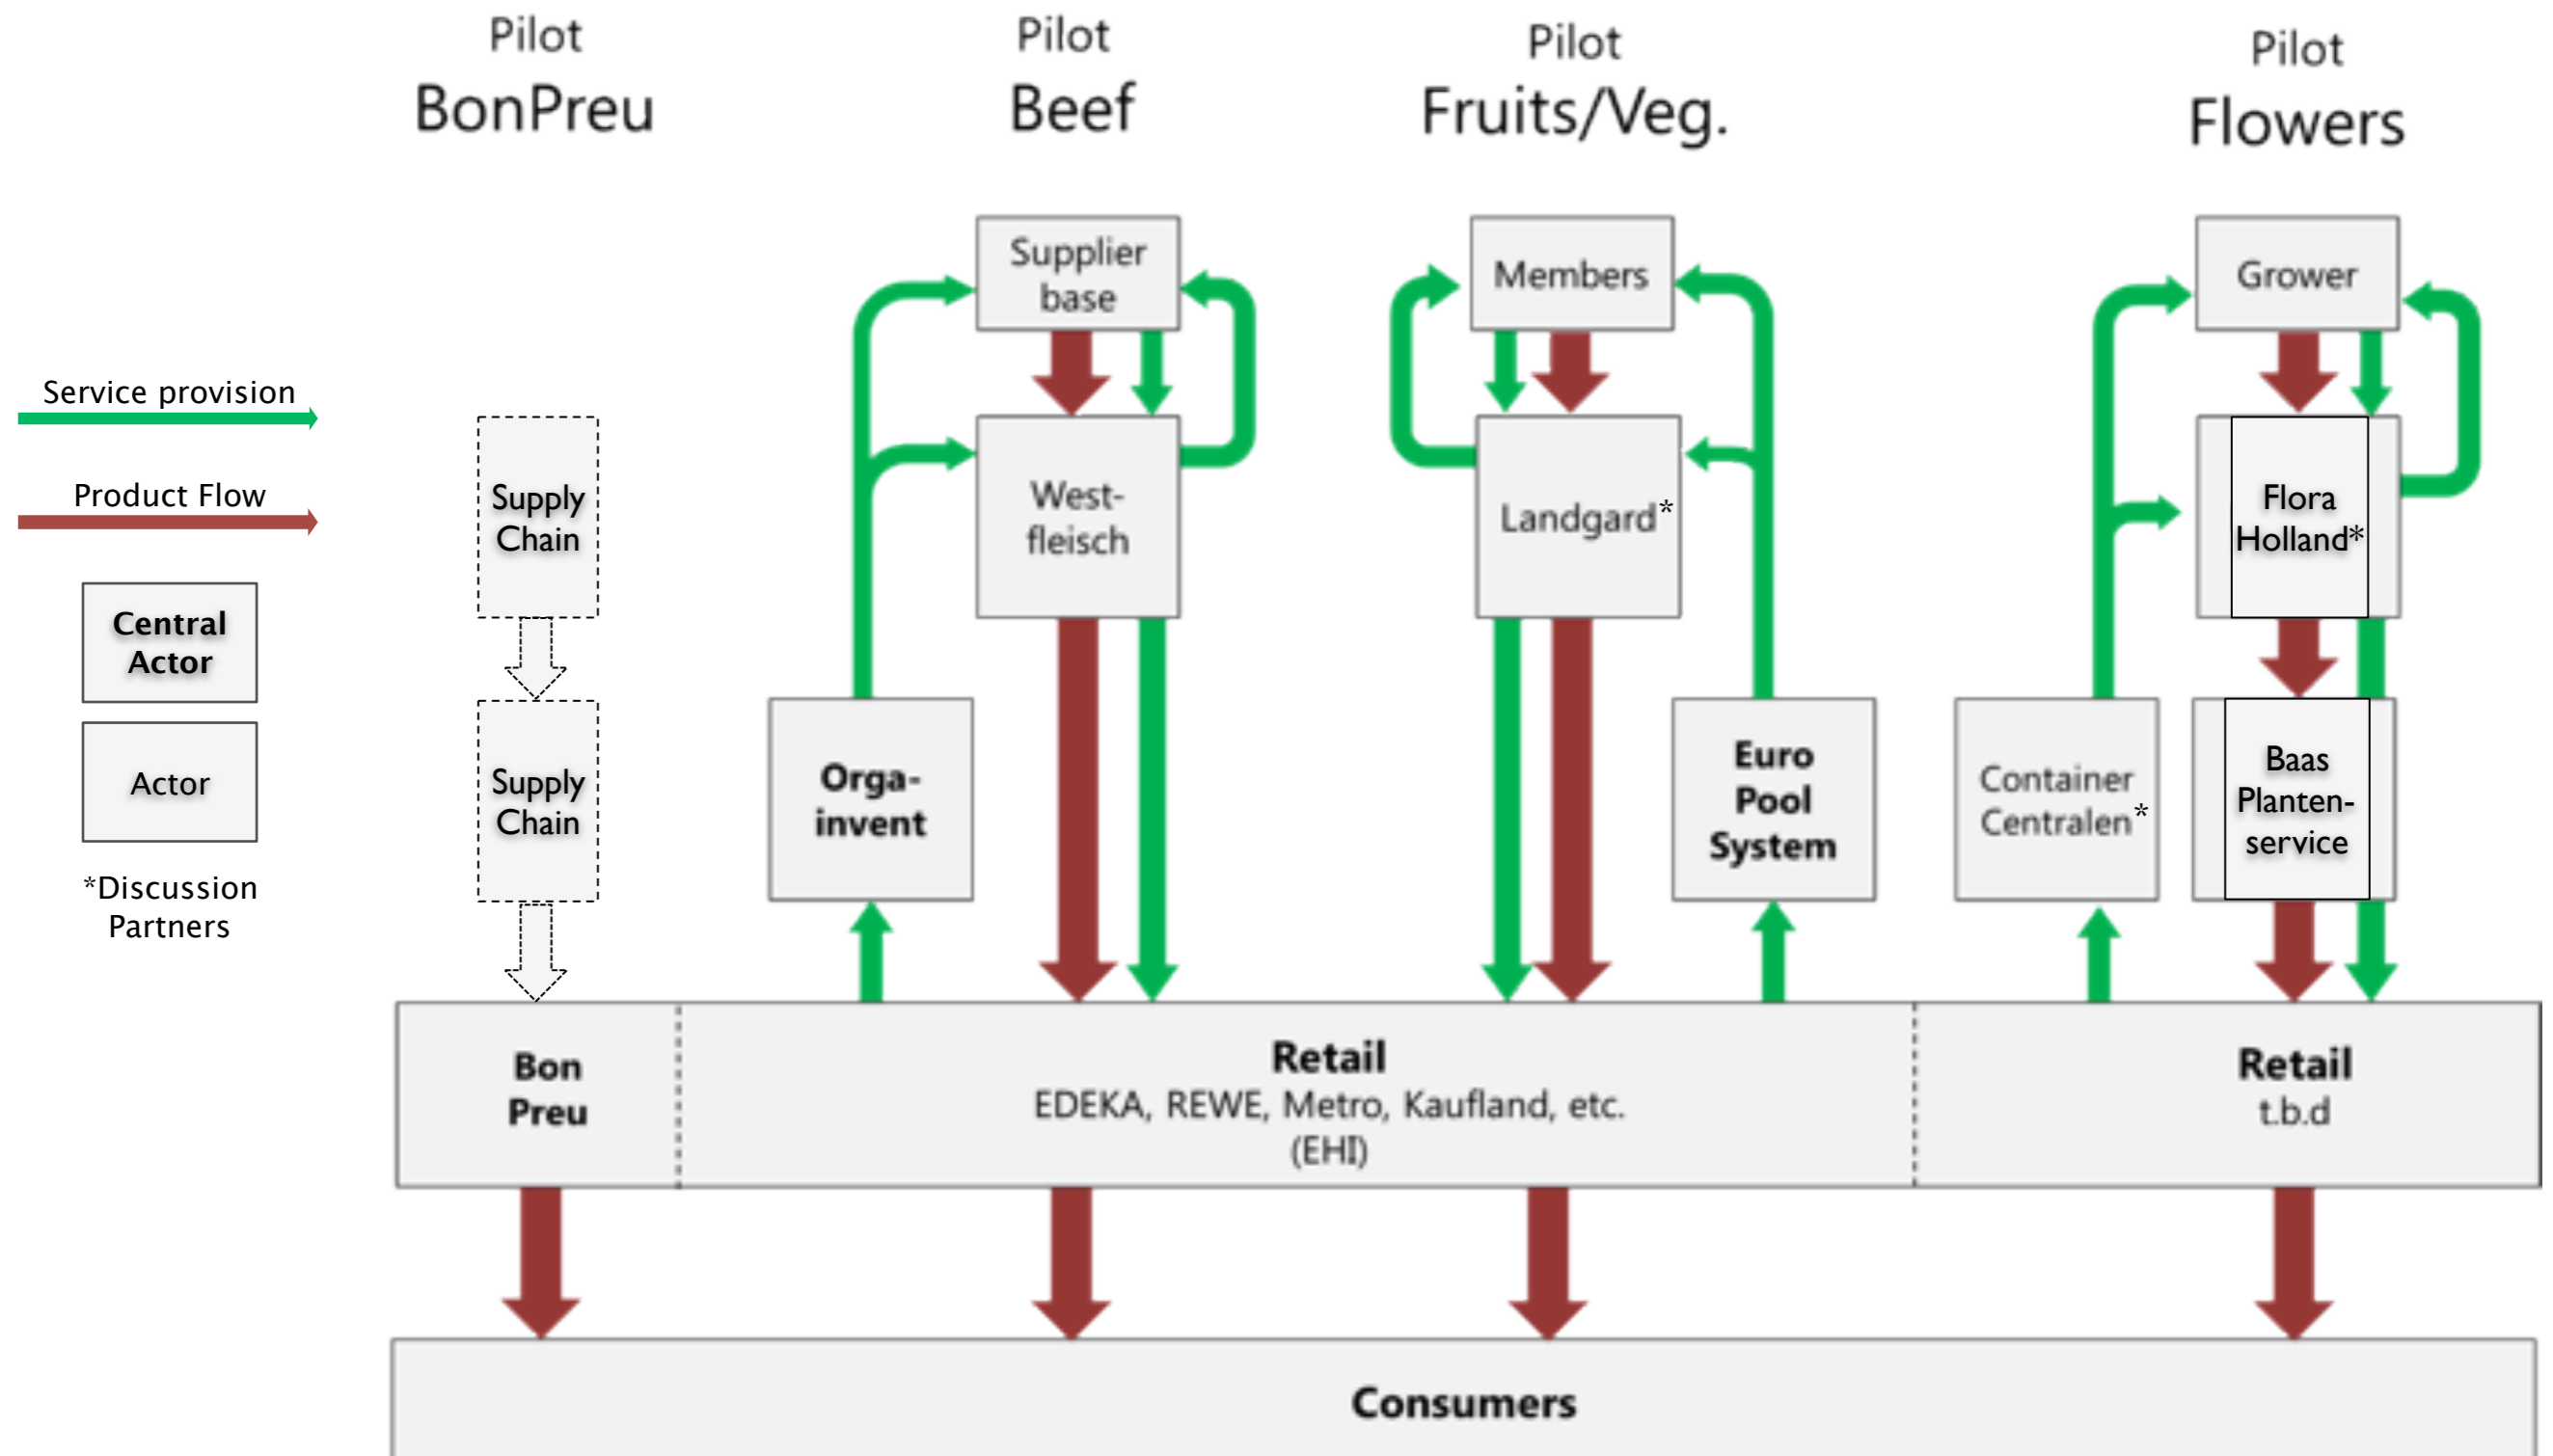 Pilot
BonPreu
Pilot
Beef
Pilot
Fruits/Veg.
Pilot
Flowers
Service provision
Product Flow
Central
Actor
Actor
*Discussion
Partners
Supply
Chain
Supply
Chain
Supplier
base
West-
fleisch
Orga-
invent
Members
Landgard*
Euro
Pool
System
Grower
Flora
Holland*
Container
Centralen*
Baas
Planten-
service
Bon
Preu
Retail
EDEKA, REWE, Metro, Kaufland, etc.
(EHI)
Retail
t.b.d
Consumers